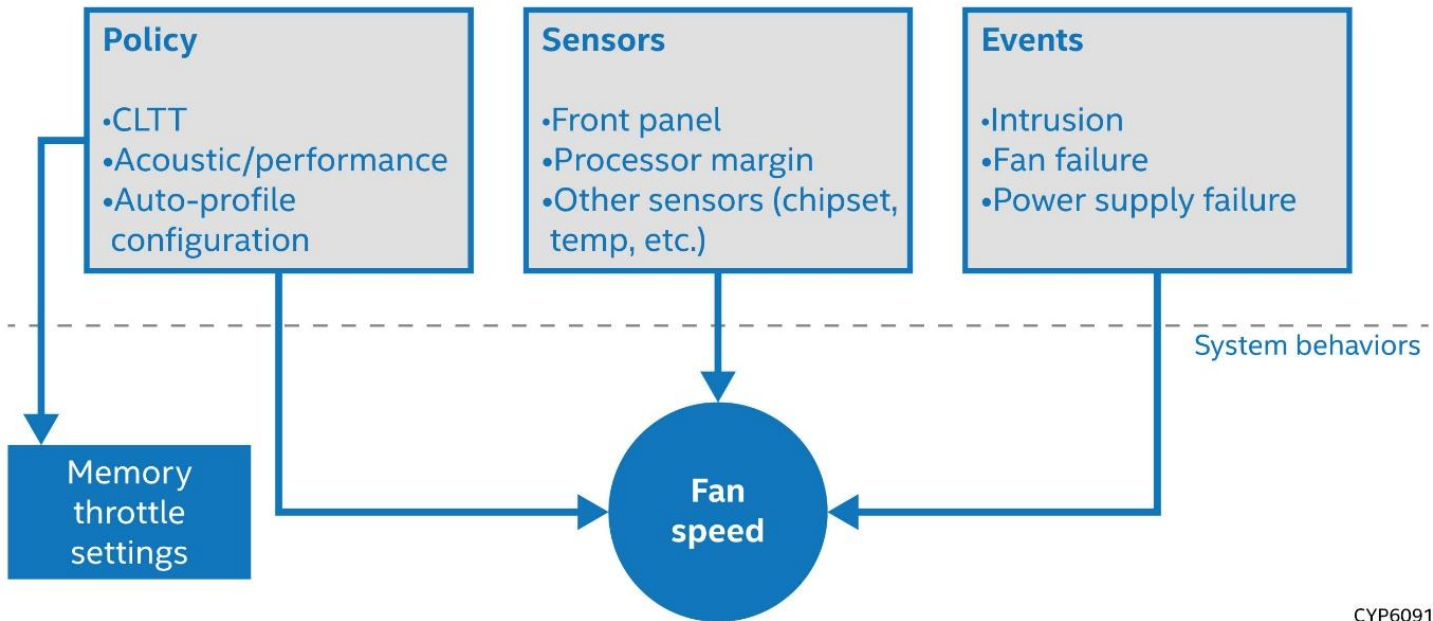 Policy
•CLTT
•Acoustic/performance
•Auto-profile
configuration
Sensors
•Front panel
•Processor margin
•Other sensors (chipset,
temp, etc.)
Events
•Intrusion
•Fan failure
•Power supply failure
System behaviors
Memory
throttle
settings
Fan
speed
CYP6091